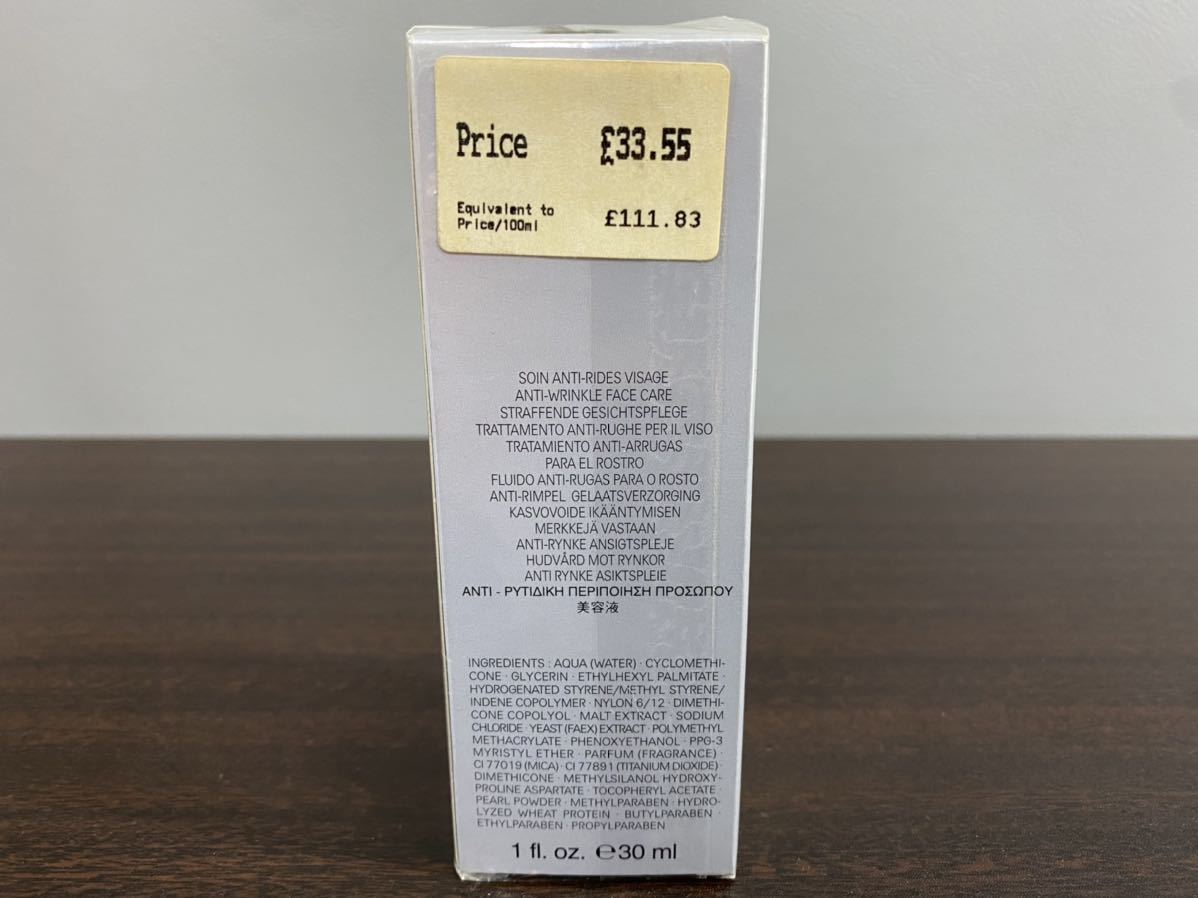 Price £33.55
Equivalent to
Price/100ml £111.83
SOIN ANTI-RIDES VISAGE
ANTI-WRINKLE FACE CARE
STRAFFENDE GESICHTSPFLEGE
TRATTAMENTO ANTI-RUGHE PER IL VISO
TRATAMIENTO ANTI-ARRUGAS
PARA EL ROSTRO
FLUIDO ANTI-RUGAS PARA O ROSTO
ANTI-RIMPEL GELAATSVERZORGING
KASVOVOIDE IKÄÄNTYMISEN
MERKKEJÄ VASTAAN
ANTI-RYNKE ANSIGTSPLEJE
HUDVÅRD MOT RYNKOR
ANTI RYNKE ASIKTSPLEIE
ΑΝΤΙ - ΡΥΤΙΔΙΚΗ ΠΕΡΙΠΟΙΗΣΗ ΠΡΟΣΩΠΟΥ
美容液
INGREDIENTS : AQUA (WATER) · CYCLOMETHI-
CONE · GLYCERIN · ETHYLHEXYL PALMITATE ·
HYDROGENATED STYRENE/METHYL STYRENE/
INDENE COPOLYMER · NYLON 6/12 · DIMETHI-
CONE COPOLYOL · MALT EXTRACT · SODIUM
CHLORIDE · YEAST (FAEX) EXTRACT · POLYMETHYL
METHACRYLATE · PHENOXYETHANOL · PPG-3
MYRISTYL ETHER · PARFUM (FRAGRANCE) ·
CI 77019 (MICA) · CI 77891 (TITANIUM DIOXIDE) ·
DIMETHICONE · METHYLSILANOL HYDROXY-
PROLINE ASPARTATE · TOCOPHERYL ACETATE ·
PEARL POWDER · METHYLPARABEN · HYDRO-
LYZED WHEAT PROTEIN · BUTYLPARABEN ·
ETHYLPARABEN · PROPYLPARABEN
1 fl. oz. ℮30 ml